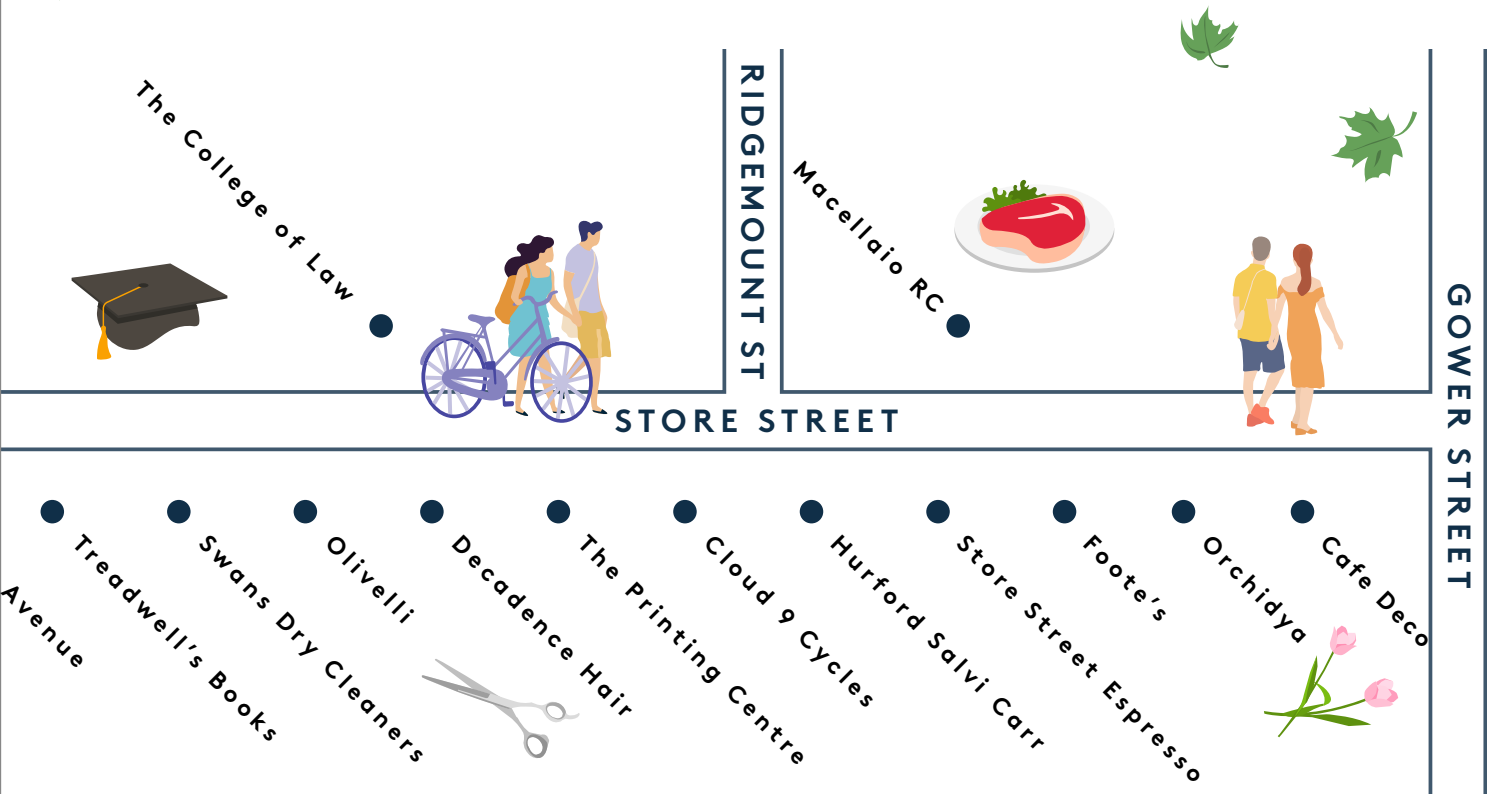 The College of Law
RIDGEMOUNT ST
Macellaio RC
GOWER STREET
STORE STREET
Avenue
Treadwell’s Books
Swans Dry Cleaners
Olivelli
Decadence Hair
The Printing Centre
Cloud 9 Cycles
Hurford Salvi Carr
Store Street Espresso
Foote’s
Orchidya
Cafe Deco